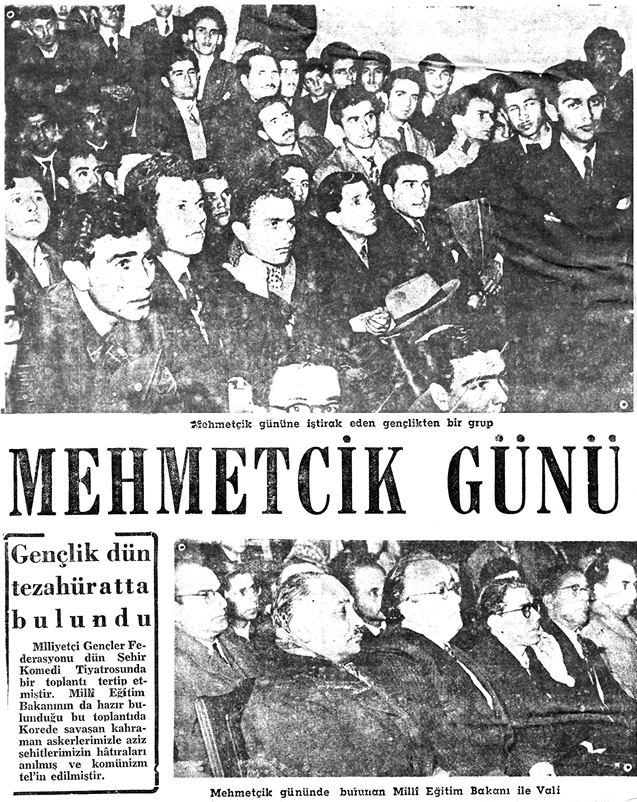 Mehmetçik gününe iştirak eden gençlikten bir grup
MEHMETCİK GÜNÜ
Gençlik dün
tezahüratta
bulundu
Milliyetçi Gençler Fe-
derasyonu dün Şehir
Komedi Tiyatrosunda
bir toplantı tertip et-
miştir. Millî Eğitim
Bakanının da hazır bu-
lunduğu bu toplantıda
Korede savaşan kahra-
man askerlerimizle aziz
şehitlerimizin hâtıraları
anılmış ve komünizm
tel'in edilmiştir.
Mehmetçik gününde bulunan Millî Eğitim Bakanı ile Vali